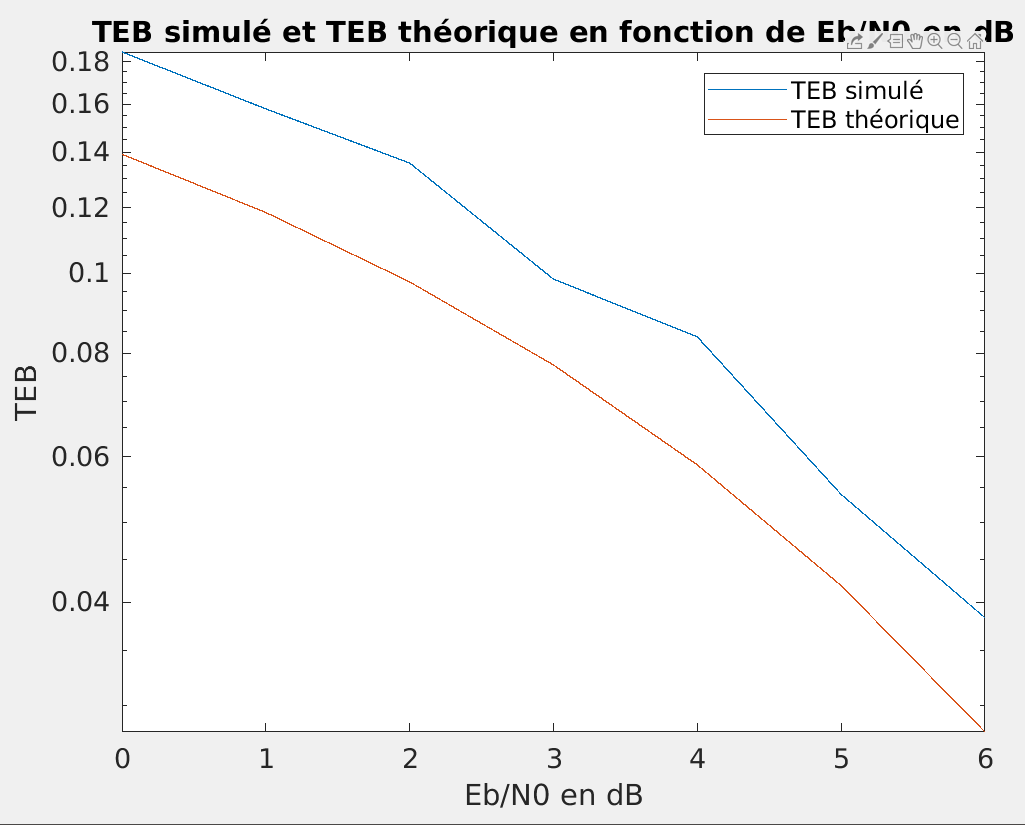 TEB simulé et TEB théorique en fonction de Eb/N0 en dB
0.18
0.16
0.14
0.12
0.1
0.08
0.06
0.04
TEB
TEB simulé
TEB théorique
0 1 2 3 4 5 6
Eb/N0 en dB